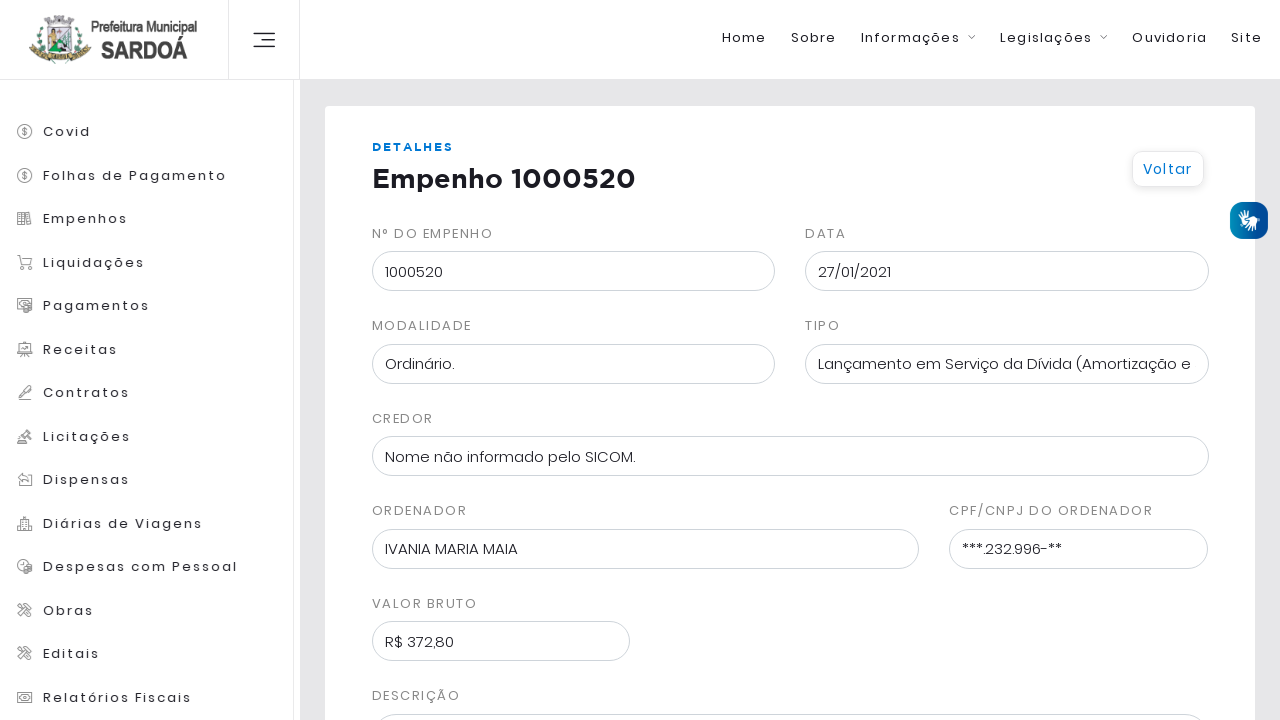 Prefeitura Municipal
SARDOÁ
Home
Sobre
Informações
Legislações
Ouvidoria
Site
Covid
Folhas de Pagamento
Empenhos
Liquidações
Pagamentos
Receitas
Contratos
Licitações
Dispensas
Diárias de Viagens
Despesas com Pessoal
Obras
Editais
Relatórios Fiscais
DETALHES
Empenho 1000520
Voltar
Nº DO EMPENHO
1000520
DATA
27/01/2021
MODALIDADE
Ordinário.
TIPO
Lançamento em Serviço da Dívida (Amortização e
CREDOR
Nome não informado pelo SICOM.
ORDENADOR
IVANIA MARIA MAIA
CPF/CNPJ DO ORDENADOR
***.232.996-**
VALOR BRUTO
R$ 372,80
DESCRIÇÃO